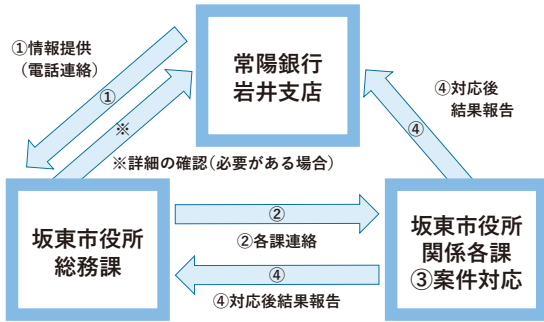 ①情報提供
（電話連絡）
常陽銀行
岩井支店
④対応後
結果報告
①
※
④
※詳細の確認（必要がある場合）
坂東市役所
総務課
②
②各課連絡
④
④対応後結果報告
坂東市役所
関係各課
③案件対応